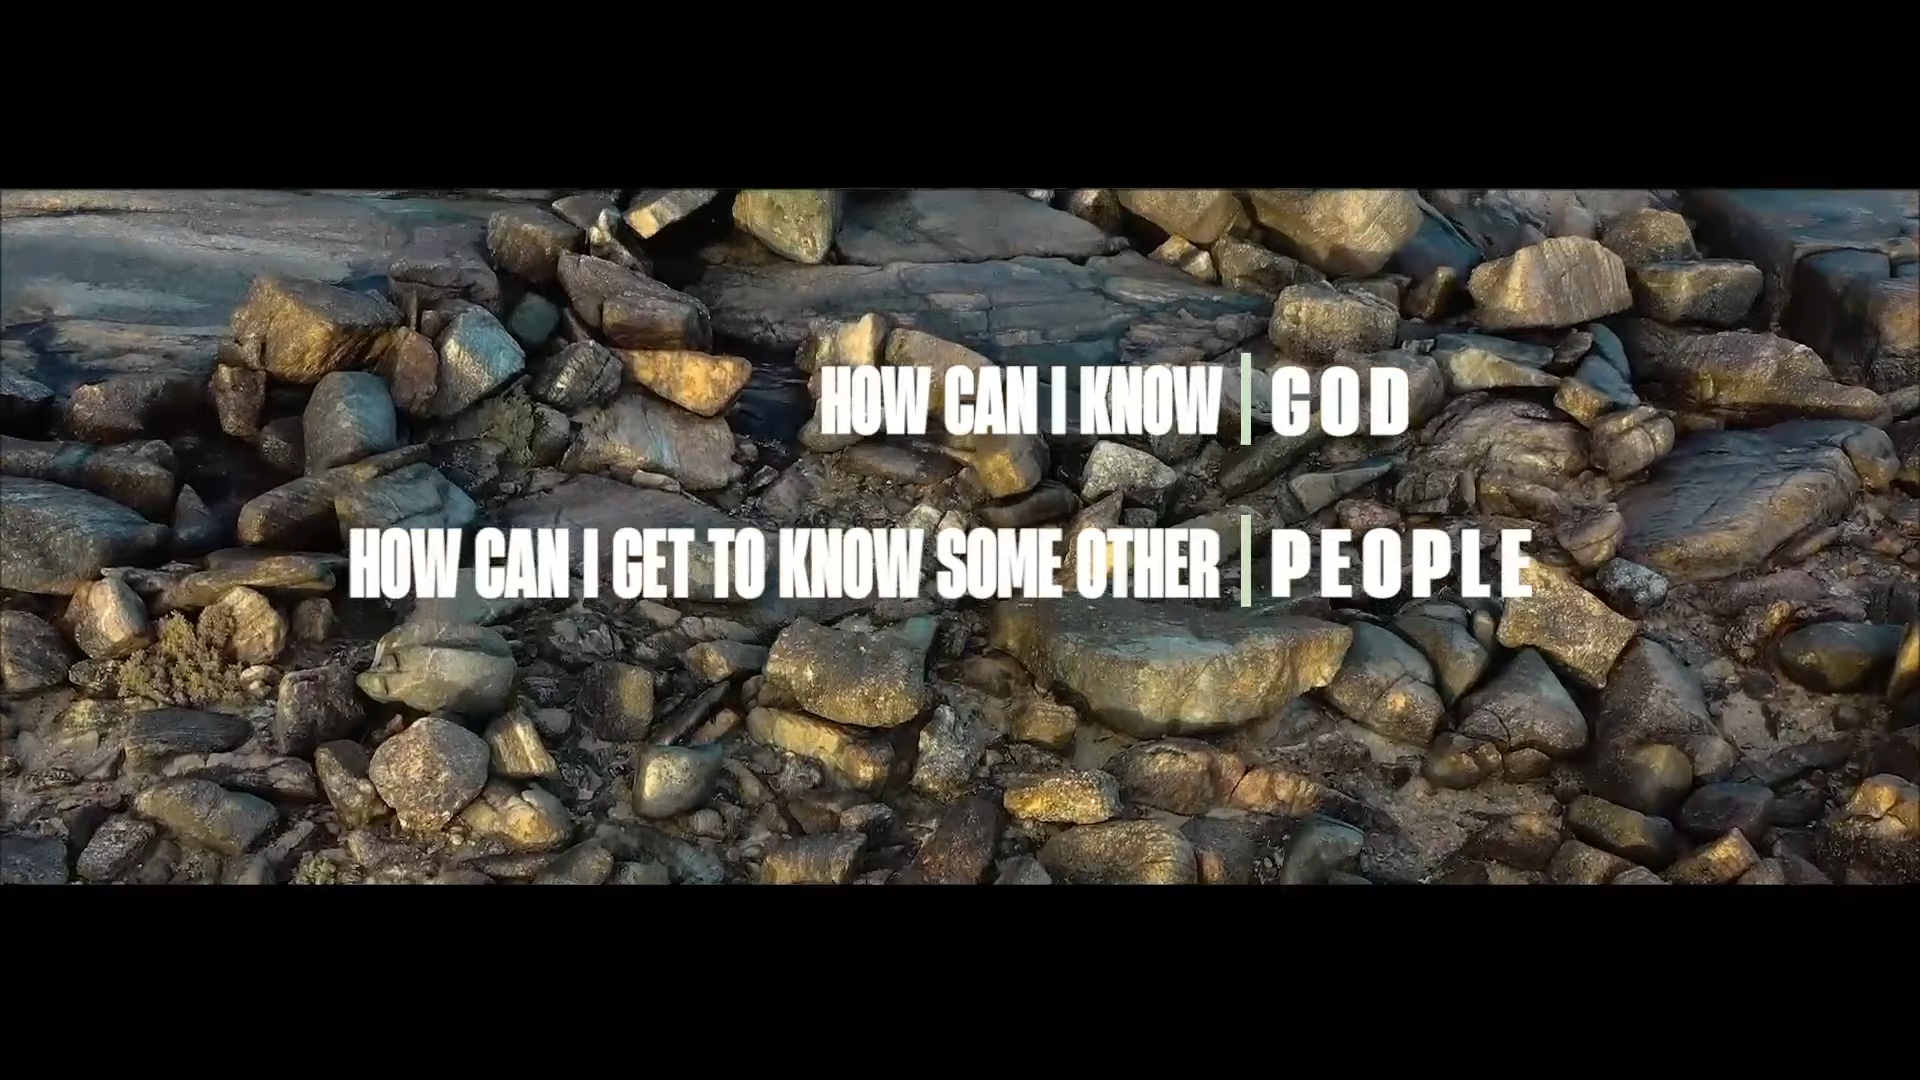 HOW CAN I KNOW | GOD
HOW CAN I GET TO KNOW SOME OTHER | PEOPLE